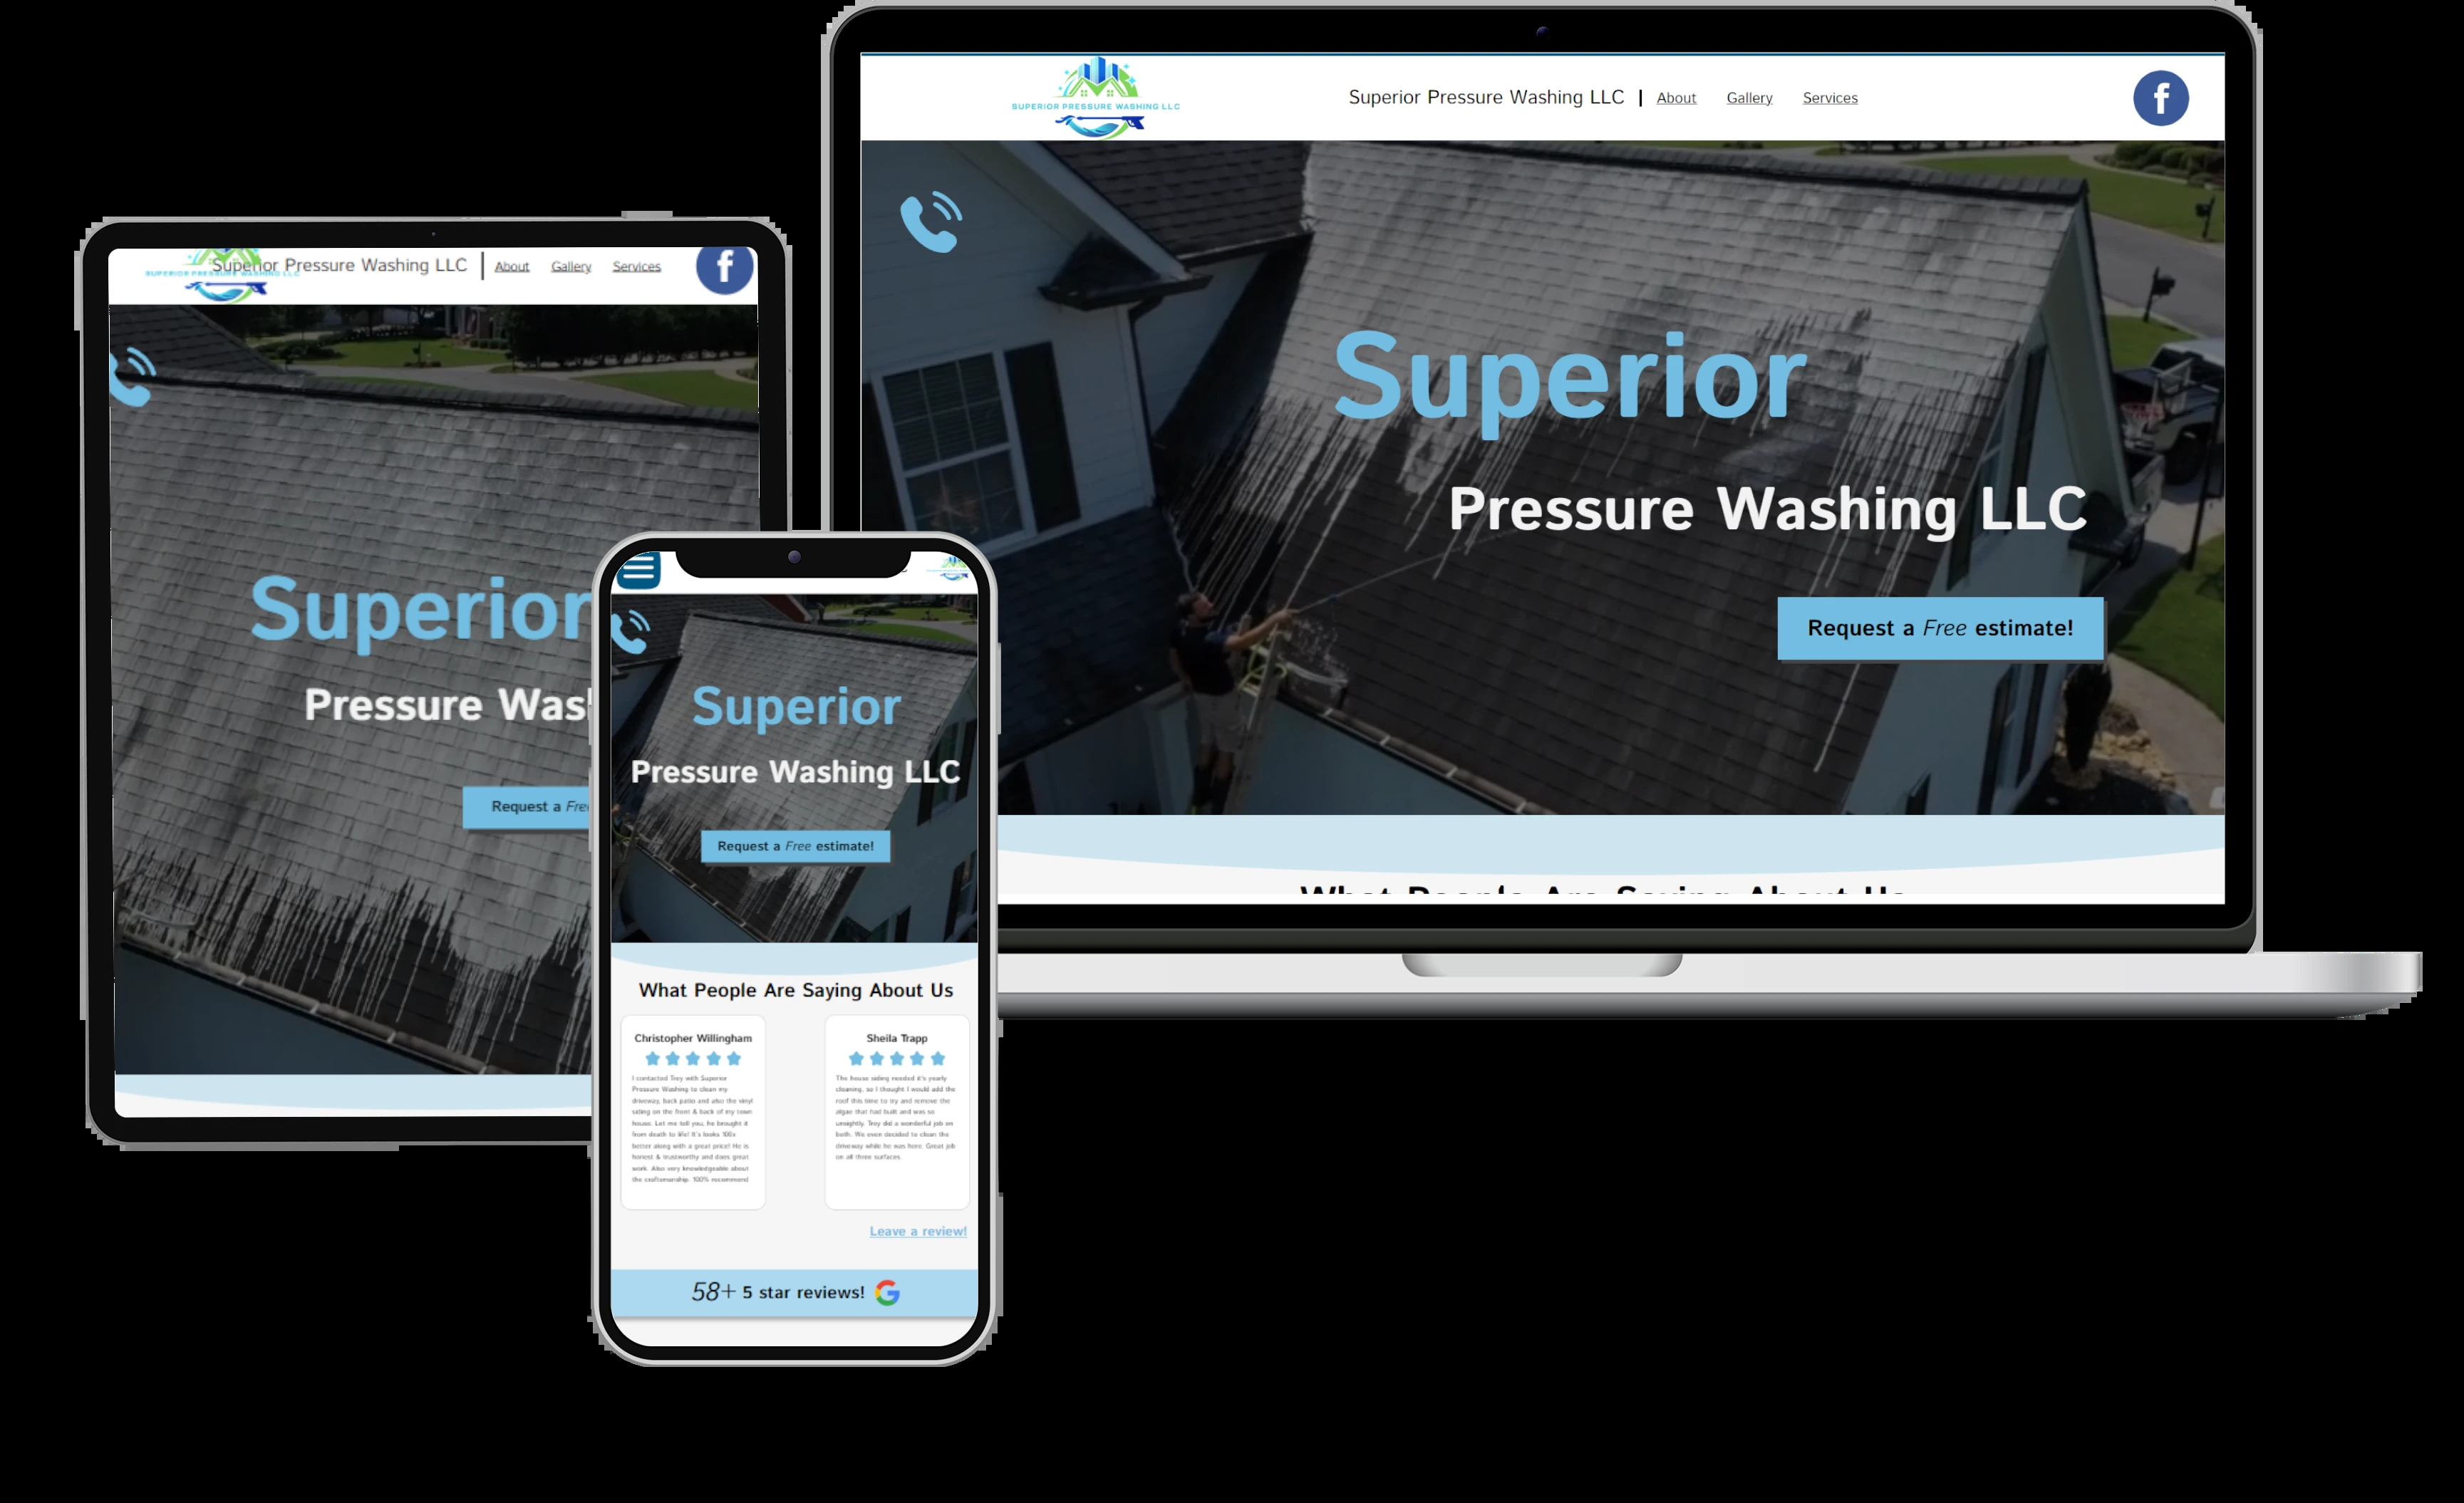 SUPERIOR PRESSURE WASHING LLC
Superior Pressure Washing LLC | About Gallery Services
f
Superior
Pressure Washing LLC
Request a Free estimate!
What People Are Saying About Us
SUPERIOR PRESSURE WASHING LLC
Superior Pressure Washing LLC | About Gallery Services
f
Superior
Pressure Was
Request a Fre
Superior
Pressure Washing LLC
Request a Free estimate!
What People Are Saying About Us
Christopher Willingham
I contacted Trey with Superior
Pressure Washing to clean my
driveway, back patio and also the vinyl
siding on the front & back of my town
house. Let me tell you, he brought it
from death to life! It's looks 100x
better along with a great price! He is
honest & trustworthy and does great
work. Also very knowledgeable about
the craftsmanship. 100% recommend
Sheila Trapp
The house siding needed it's yearly
cleaning, so I thought I would add the
roof this time to try and remove the
algae that had built and was so
unsightly. Trey did a wonderful job on
both. We even decided to clean the
driveway while he was here. Great job
on all three surfaces.
Leave a review!
58+ 5 star reviews! G